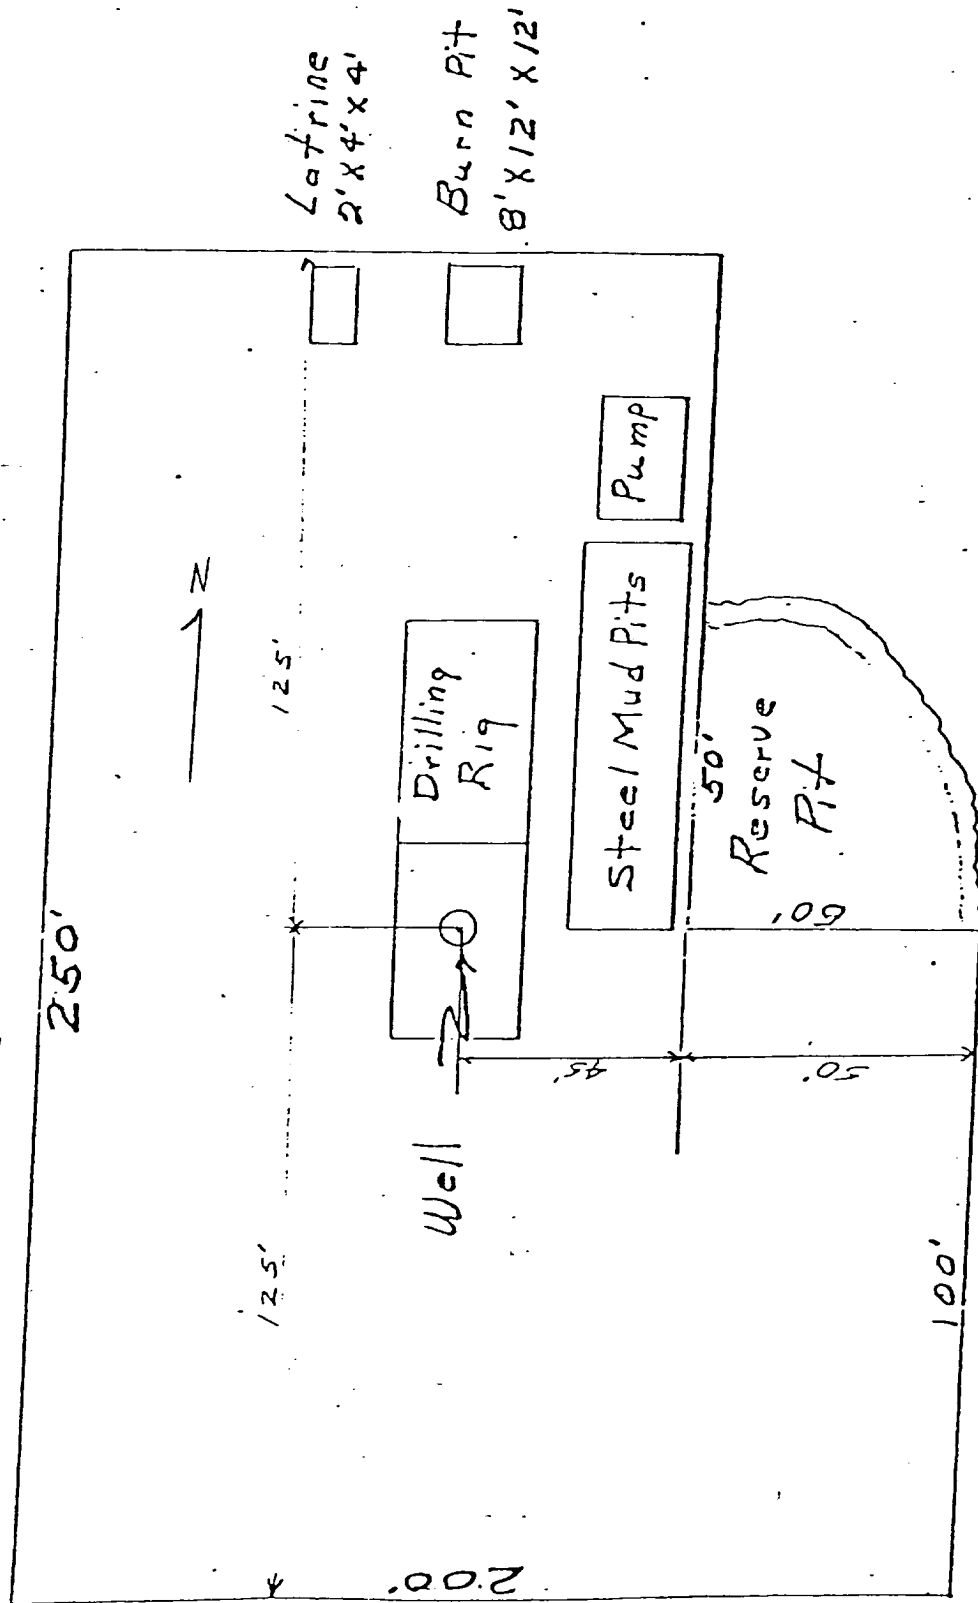 250'
N
125'
125'
Latrine
2'X4'X4'
Burn Pit
8'X12'X12'
Drilling
Rig
Well
Pump
Steel Mud Pits
50'
Reserve
Pit
60'
45'
50'
100'
200'